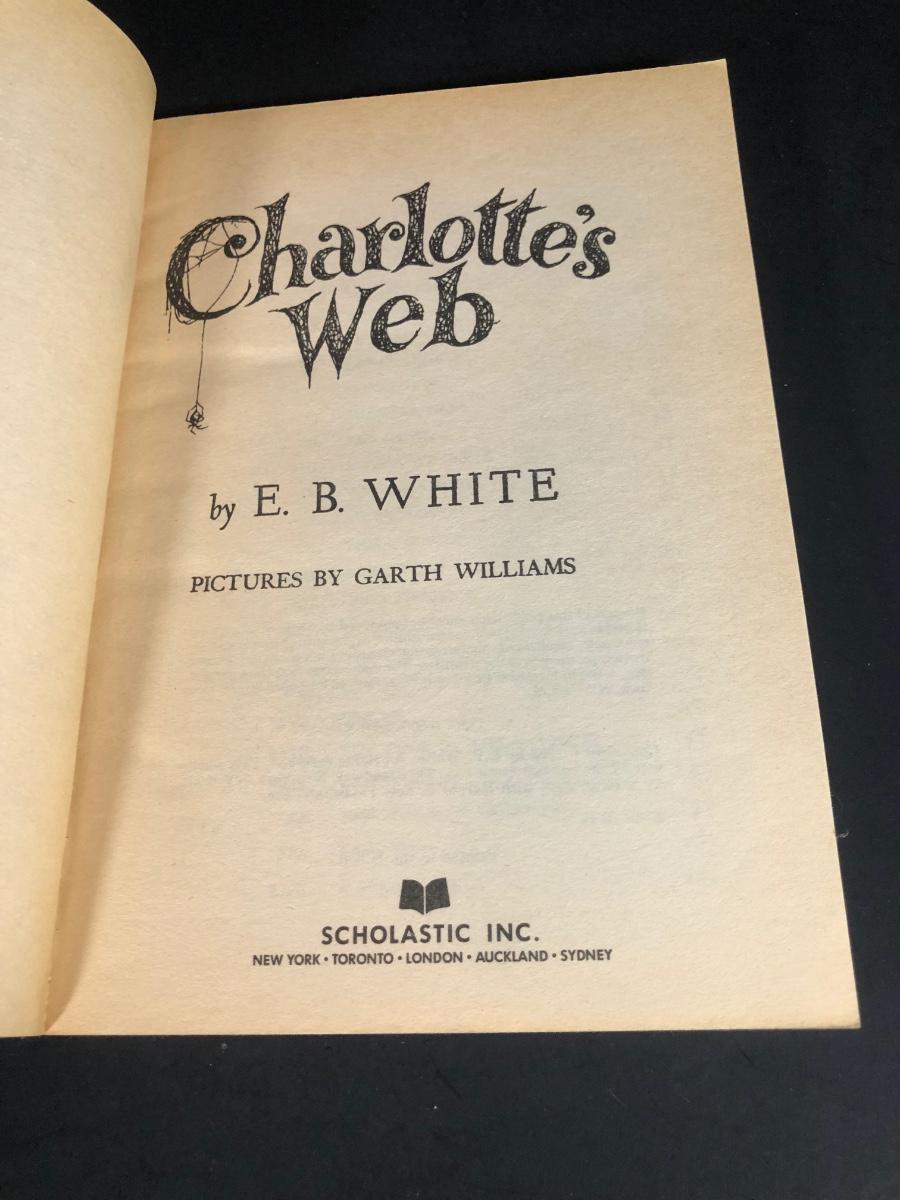 Charlotte's
Web
by E. B. WHITE
PICTURES BY GARTH WILLIAMS
SCHOLASTIC INC.
NEW YORK • TORONTO • LONDON • AUCKLAND • SYDNEY